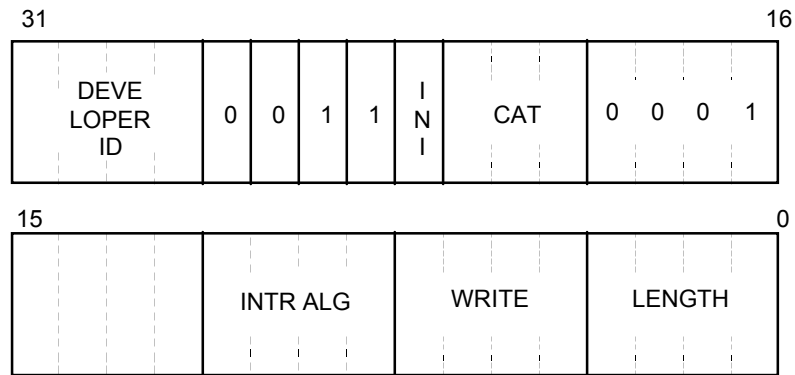 31 16
DEVE
LOPER
ID
0 0 1 1
I
N
I
CAT
0 0 0 1
15 0
INTR ALG
WRITE
LENGTH